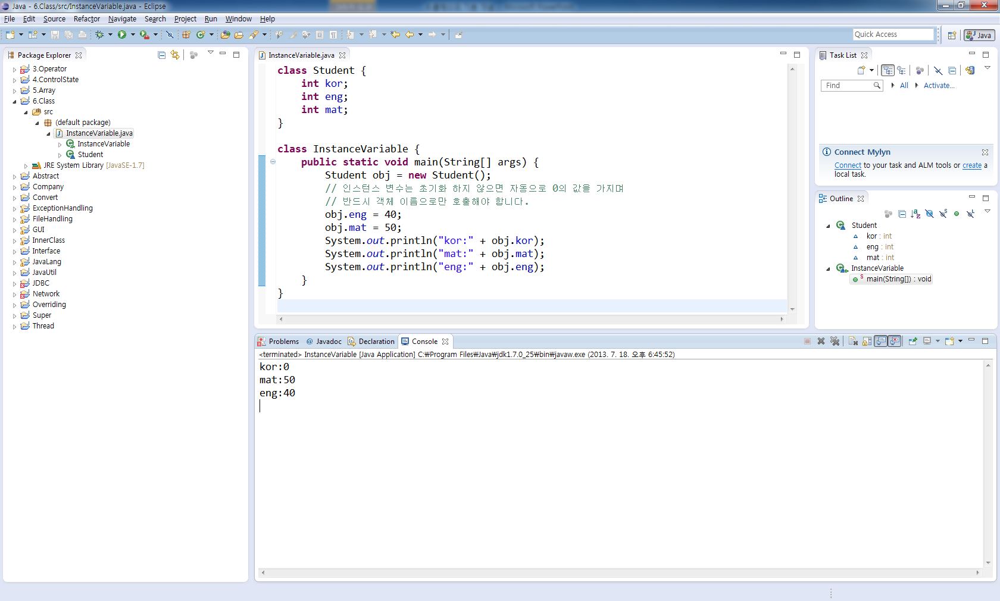 Java - 6.Class/src/InstanceVariable.java - Eclipse
File Edit Source Refactor Navigate Search Project Run Window Help
Quick Access
Java
Package Explorer
3.Operator
4.ControlState
5.Array
6.Class
src
(default package)
InstanceVariable.java
InstanceVariable
Student
JRE System Library [JavaSE-1.7]
Abstract
Company
Convert
ExceptionHandling
FileHandling
GUI
InnerClass
Interface
JavaLang
JavaUtil
JDBC
Network
Overriding
Super
Thread
InstanceVariable.java
class Student {
    int kor;
    int eng;
    int mat;
}
class InstanceVariable {
    public static void main(String[] args) {
        Student obj = new Student();
        // 인스턴스 변수는 초기화 하지 않으면 자동으로 0의 값을 가지며
        // 반드시 객체 이름으로만 호출해야 합니다.
        obj.eng = 40;
        obj.mat = 50;
        System.out.println("kor:" + obj.kor);
        System.out.println("mat:" + obj.mat);
        System.out.println("eng:" + obj.eng);
    }
}
Task List
Find All Activate...
Connect Mylyn
Connect to your task and ALM tools or create a
local task.
Outline
Student
kor : int
eng : int
mat : int
InstanceVariable
main(String[]) : void
Problems @ Javadoc Declaration Console
<terminated> InstanceVariable [Java Application] C:₩Program Files₩Java₩jdk1.7.0_25₩bin₩javaw.exe (2013. 7. 18. 오후 6:45:52)
kor:0
mat:50
eng:40